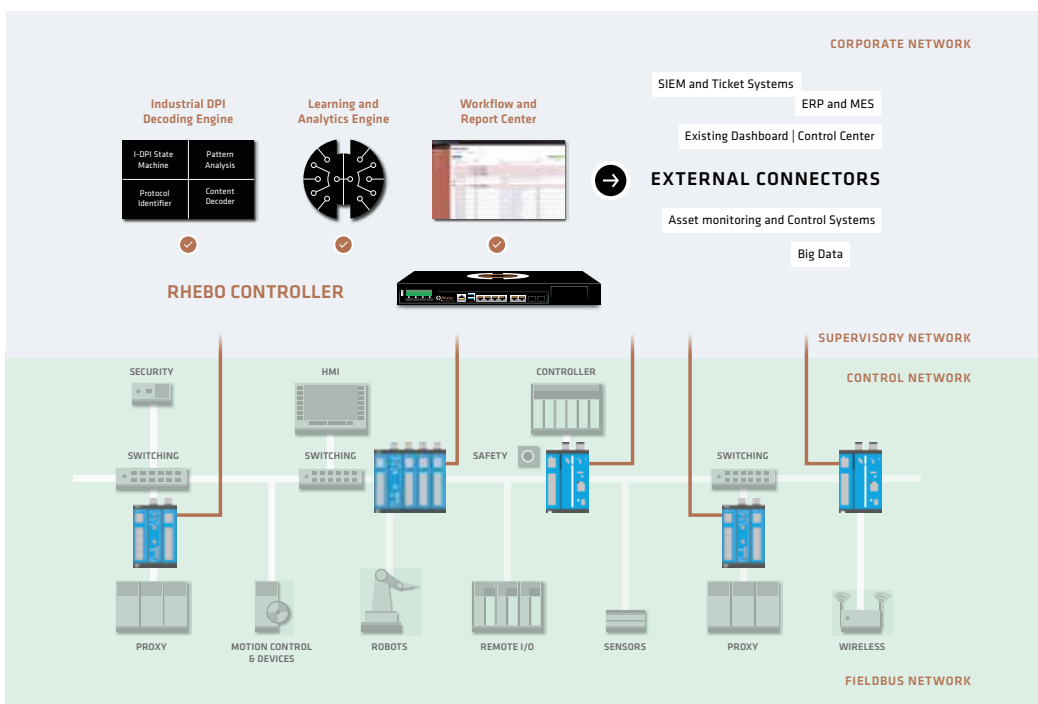 CORPORATE NETWORK
SIEM and Ticket Systems
ERP and MES
Existing Dashboard | Control Center
EXTERNAL CONNECTORS
Asset monitoring and Control Systems
Big Data
Industrial DPI
Decoding Engine
Learning and
Analytics Engine
Workflow and
Report Center
I-DPI State
Machine
Pattern
Analysis
Protocol
Identifier
Content
Decoder
RHEBO CONTROLLER
SUPERVISORY NETWORK
CONTROL NETWORK
SECURITY
HMI
CONTROLLER
SWITCHING
SWITCHING
SAFETY
SWITCHING
PROXY
MOTION CONTROL
& DEVICES
ROBOTS
REMOTE I/O
SENSORS
PROXY
WIRELESS
FIELDBUS NETWORK